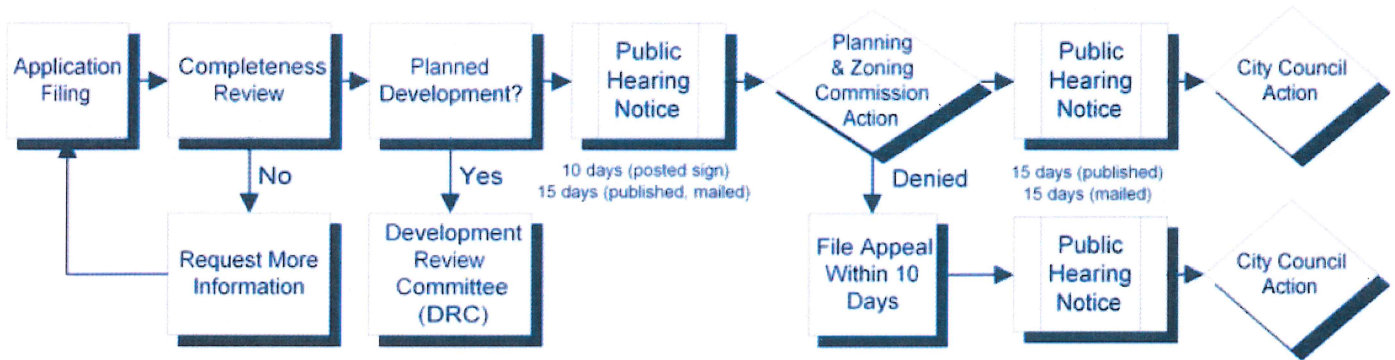 Application
Filing
Completeness
Review
Planned
Development?
Public
Hearing
Notice
Planning
& Zoning
Commission
Action
Public
Hearing
Notice
City Council
Action
No
Yes
10 days (posted sign)
15 days (published, mailed)
Denied
15 days (published)
15 days (mailed)
Request More
Information
Development
Review
Committee
(DRC)
File Appeal
Within 10
Days
Public
Hearing
Notice
City Council
Action